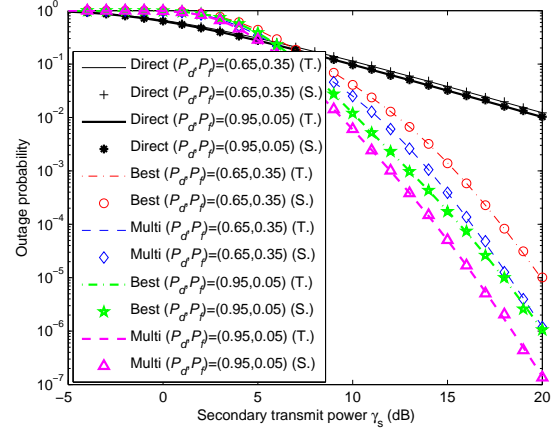 10^0
10^-1
10^-2
10^-3
10^-4
10^-5
10^-6
10^-7
Outage probability
Direct (P_d,P_f)=(0.65,0.35) (T.)
Direct (P_d,P_f)=(0.65,0.35) (S.)
Direct (P_d,P_f)=(0.95,0.05) (T.)
Direct (P_d,P_f)=(0.95,0.05) (S.)
Best (P_d,P_f)=(0.65,0.35) (T.)
Best (P_d,P_f)=(0.65,0.35) (S.)
Multi (P_d,P_f)=(0.65,0.35) (T.)
Multi (P_d,P_f)=(0.65,0.35) (S.)
Best (P_d,P_f)=(0.95,0.05) (T.)
Best (P_d,P_f)=(0.95,0.05) (S.)
Multi (P_d,P_f)=(0.95,0.05) (T.)
Multi (P_d,P_f)=(0.95,0.05) (S.)
-5 0 5 10 15 20
Secondary transmit power γ_s (dB)